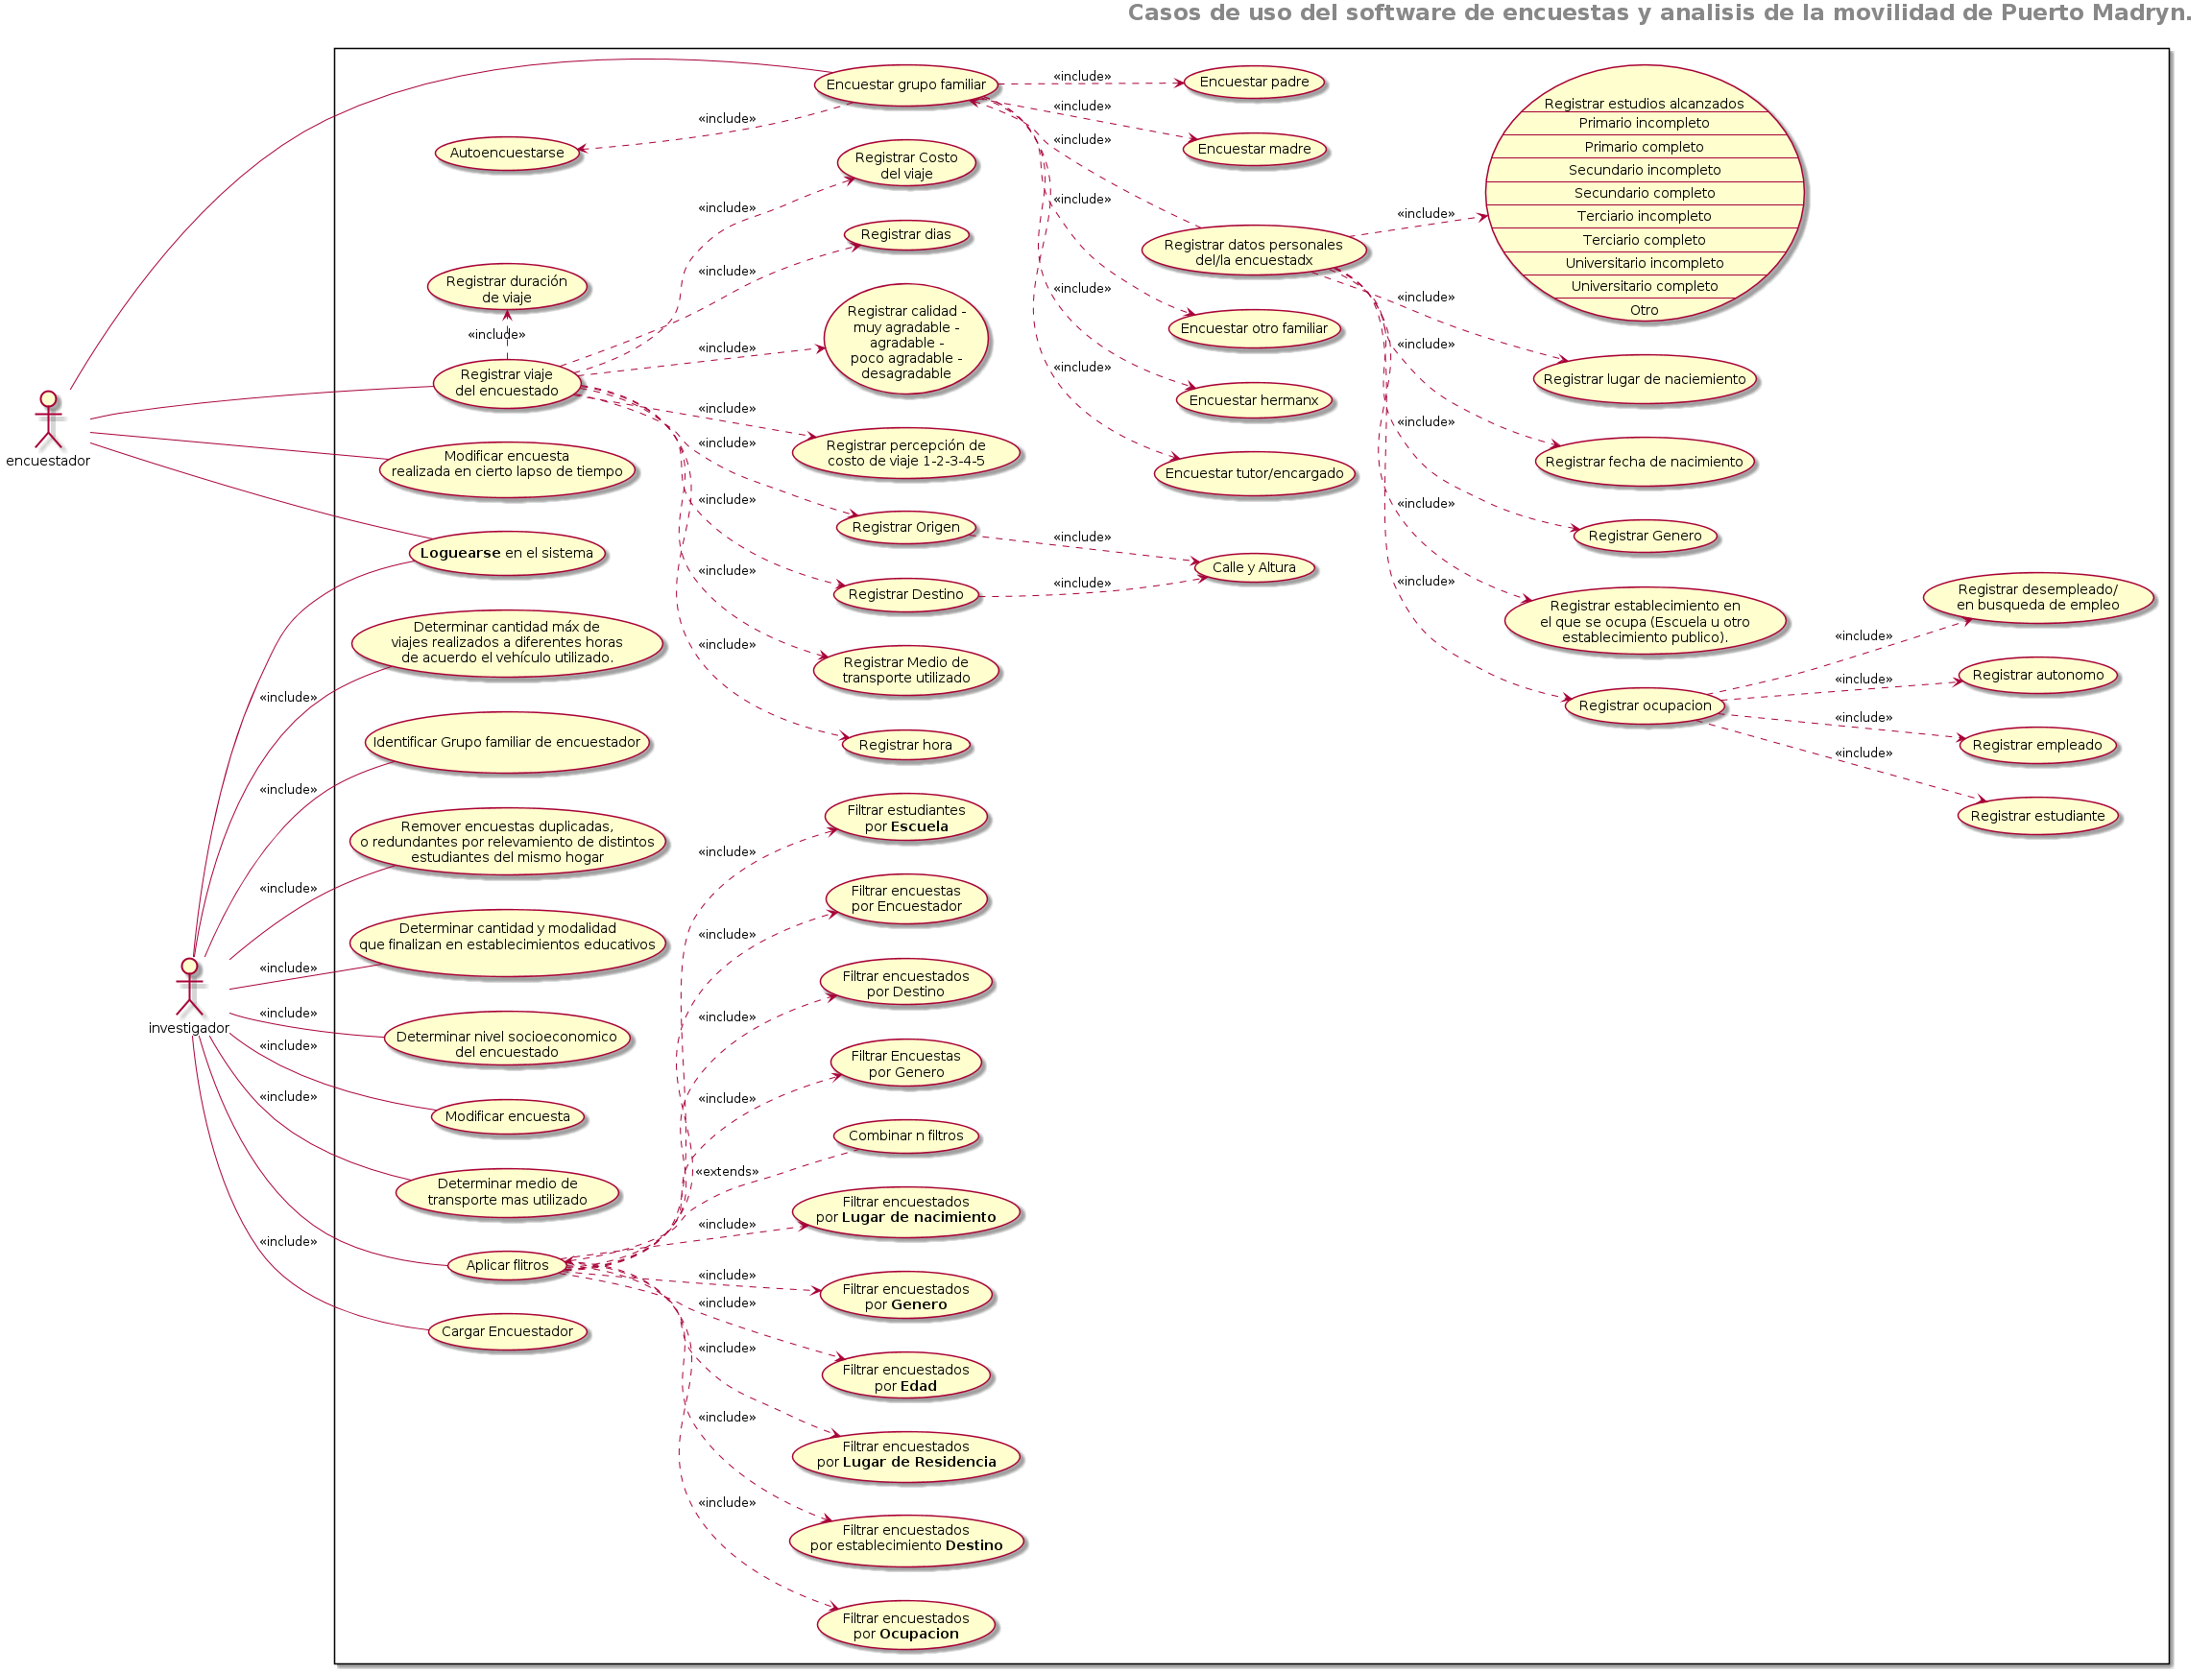 Casos de uso del software de encuestas y analisis de la movilidad de Puerto Madryn.
encuestador
investigador
Encuestar grupo familiar
Autoencuestarse
«include»
Registrar duración
de viaje
«include»
Registrar viaje
del encuestado
Modificar encuesta
realizada en cierto lapso de tiempo
Loguearse en el sistema
Determinar cantidad máx de
viajes realizados a diferentes horas
de acuerdo el vehículo utilizado.
«include»
Identificar Grupo familiar de encuestador
«include»
Remover encuestas duplicadas,
o redundantes por relevamiento de distintos
estudiantes del mismo hogar
«include»
Determinar cantidad y modalidad
que finalizan en establecimientos educativos
«include»
Determinar nivel socioeconomico
del encuestado
«include»
Modificar encuesta
«include»
Determinar medio de
transporte mas utilizado
«include»
Aplicar flitros
Cargar Encuestador
«include»
Registrar Costo
del viaje
«include»
Registrar dias
«include»
Registrar calidad -
muy agradable -
agradable -
poco agradable -
desagradable
«include»
Registrar percepción de
costo de viaje 1-2-3-4-5
«include»
Registrar Origen
«include»
Registrar Destino
«include»
Registrar Medio de
transporte utilizado
«include»
Registrar hora
«include»
Filtrar estudiantes
por Escuela
«include»
Filtrar encuestas
por Encuestador
«include»
Filtrar encuestados
por Destino
«include»
Filtrar Encuestas
por Genero
«include»
Combinar n filtros
«extends»
Filtrar encuestados
por Lugar de nacimiento
«include»
Filtrar encuestados
por Genero
«include»
Filtrar encuestados
por Edad
«include»
Filtrar encuestados
por Lugar de Residencia
«include»
Filtrar encuestados
por establecimiento Destino
«include»
Filtrar encuestados
por Ocupacion
«include»
Encuestar padre
«include»
Encuestar madre
«include»
Registrar datos personales
del/la encuestadx
«include»
Encuestar otro familiar
«include»
Encuestar hermanx
«include»
Encuestar tutor/encargado
«include»
Calle y Altura
«include»
«include»
Registrar estudios alcanzados
Primario incompleto
Primario completo
Secundario incompleto
Secundario completo
Terciario incompleto
Terciario completo
Universitario incompleto
Universitario completo
Otro
«include»
Registrar lugar de naciemiento
«include»
Registrar fecha de nacimiento
«include»
Registrar Genero
«include»
Registrar establecimiento en
el que se ocupa (Escuela u otro
establecimiento publico).
«include»
Registrar ocupacion
«include»
Registrar desempleado/
en busqueda de empleo
«include»
Registrar autonomo
«include»
Registrar empleado
«include»
Registrar estudiante
«include»